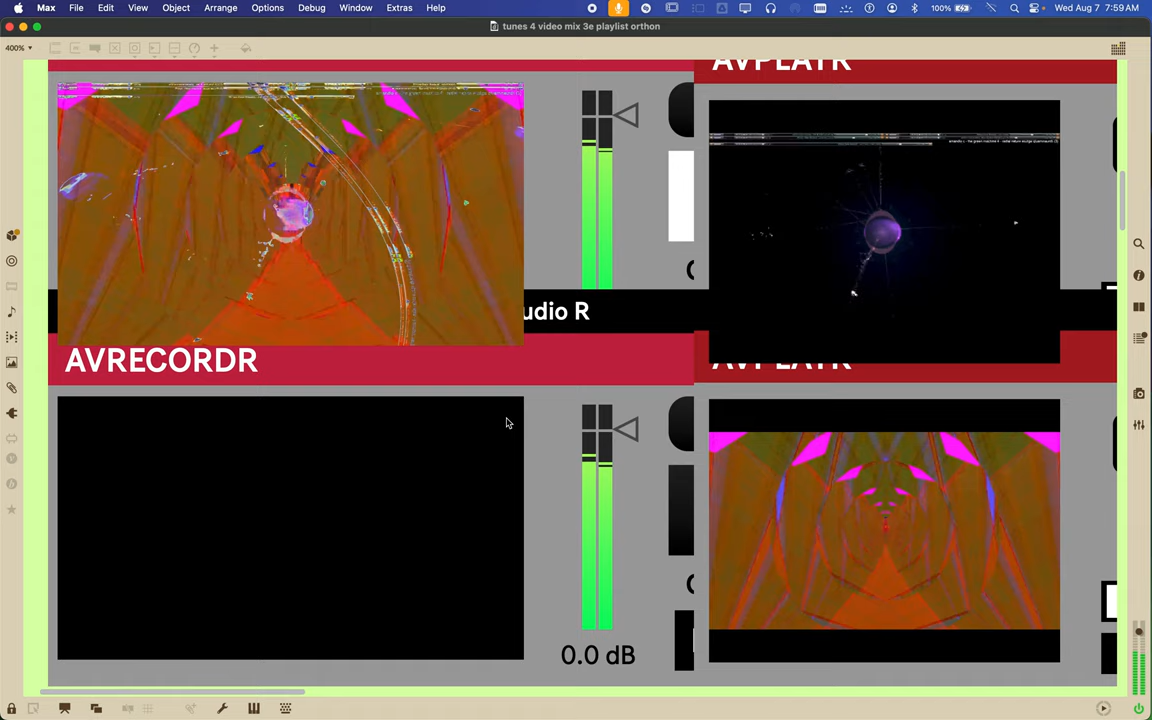 Max File Edit View Object Arrange Options Debug Window Extras Help 100% Wed Aug 7 7:59 AM
tunes 4 video mix 3e playlist orthon
400%
AVPLAYR
udio R
AVRECORDR
AVPLAYR
0.0 dB